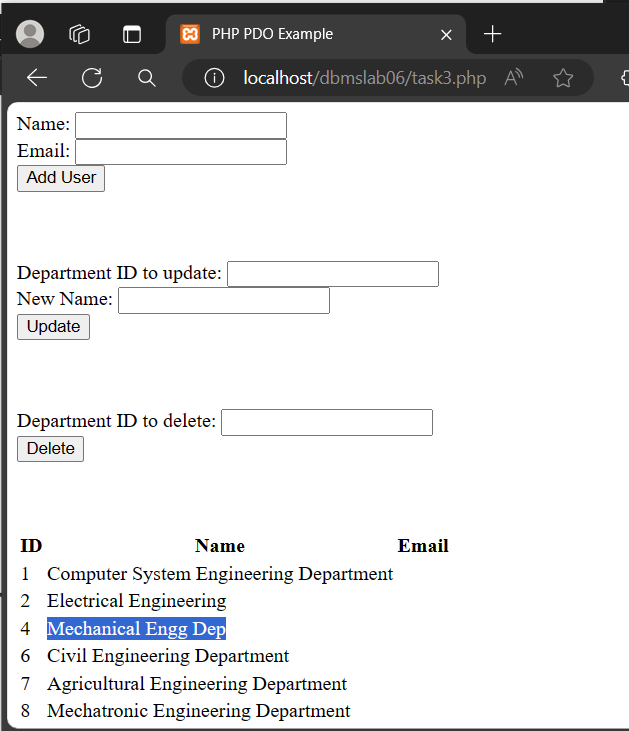 PHP PDO Example
localhost/dbmslab06/task3.php
Name:
Email:
Add User
Department ID to update:
New Name:
Update
Department ID to delete:
Delete
ID Name Email
1 Computer System Engineering Department
2 Electrical Engineering
4 Mechanical Engg Dep
6 Civil Engineering Department
7 Agricultural Engineering Department
8 Mechatronic Engineering Department